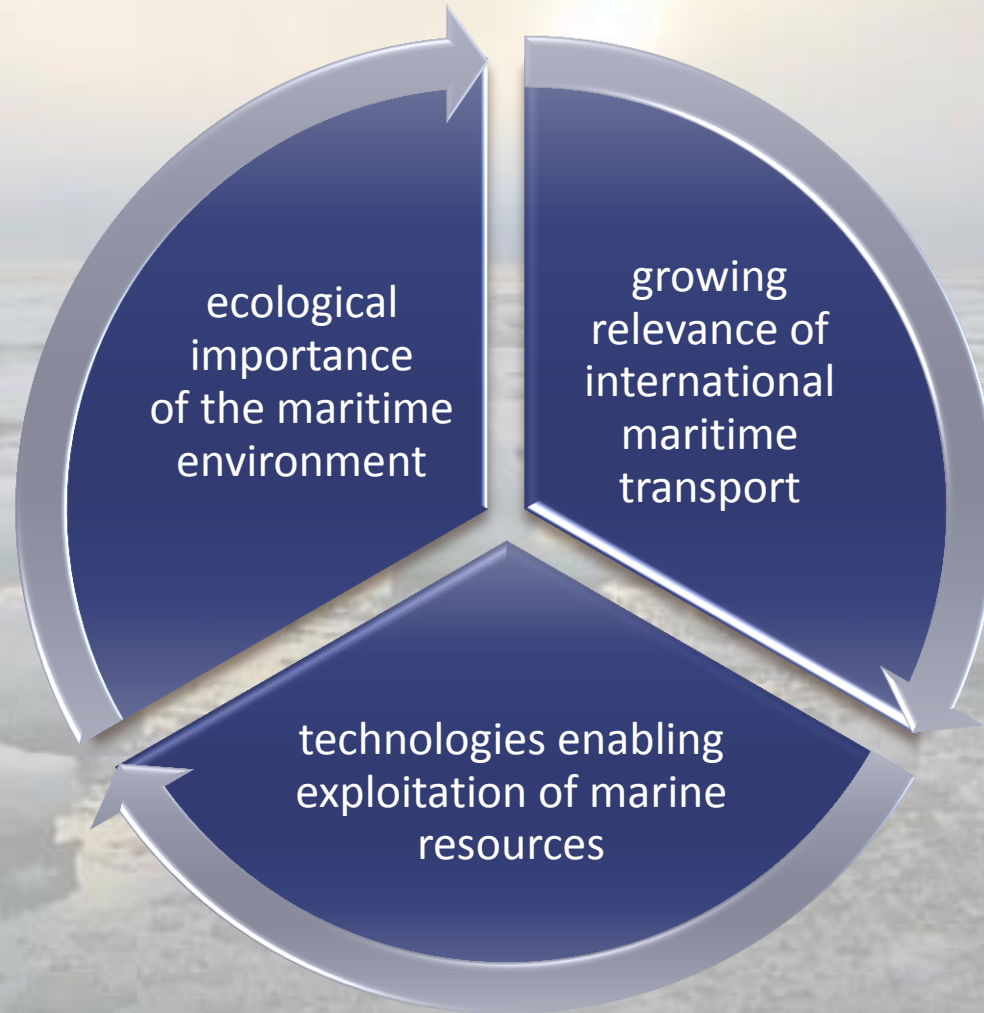 ecological
importance
of the maritime
environment
growing
relevance of
international
maritime
transport
technologies enabling
exploitation of marine
resources